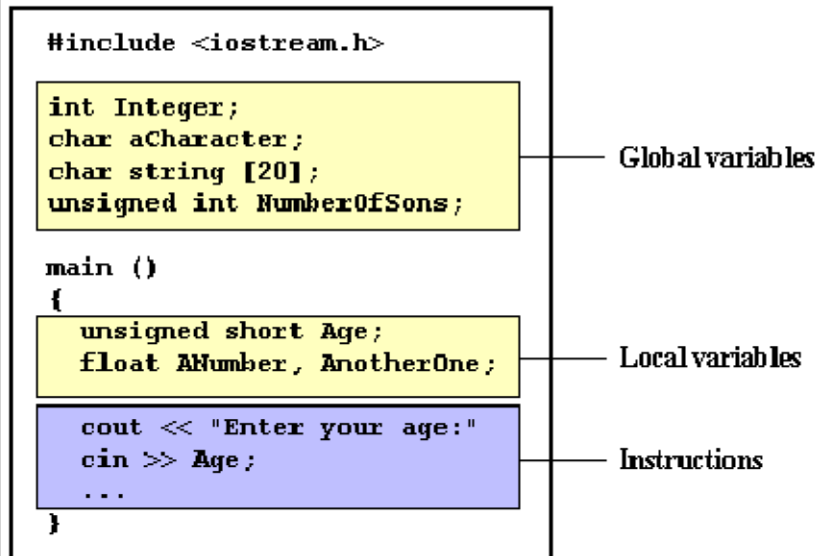 #include <iostream.h>
int Integer;
char aCharacter;
char string [20];
unsigned int NumberOfSons;
Global variables
main ()
{
unsigned short Age;
float ANumber, AnotherOne;
Local variables
cout << "Enter your age:"
cin >> Age;
...
Instructions
}